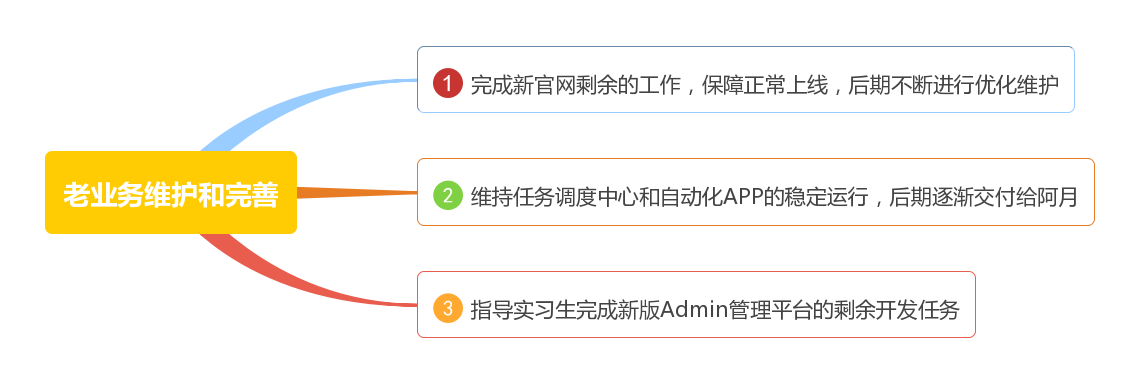 老业务维护和完善
1 完成新官网剩余的工作，保障正常上线，后期不断进行优化维护
2 维持任务调度中心和自动化APP的稳定运行，后期逐渐交付给阿月
3 指导实习生完成新版Admin管理平台的剩余开发任务